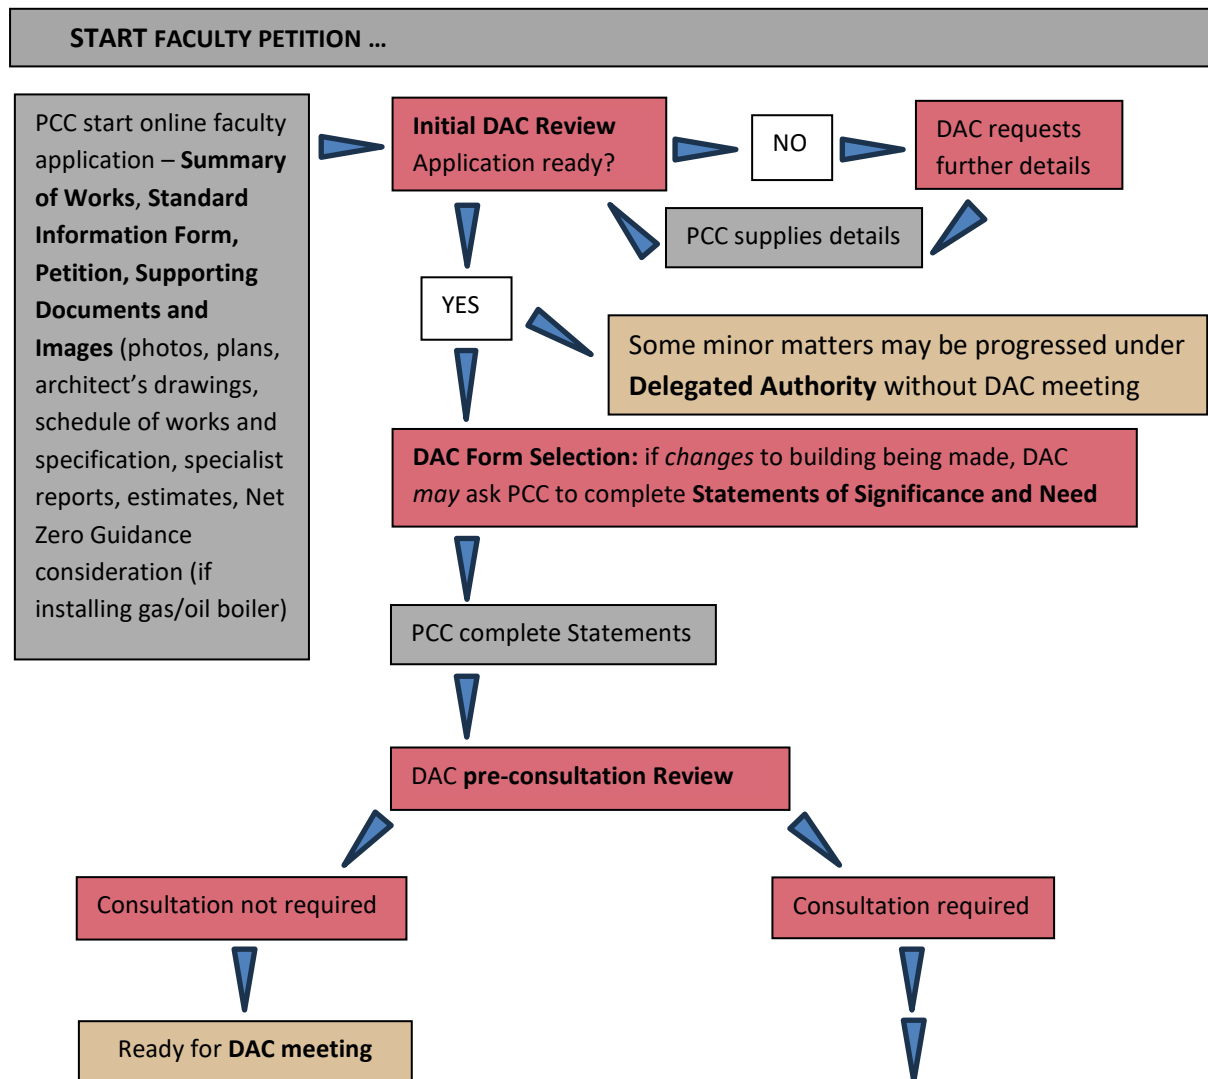 START FACULTY PETITION ...
PCC start online faculty
application – Summary
of Works, Standard
Information Form,
Petition, Supporting
Documents and
Images (photos, plans,
architect's drawings,
schedule of works and
specification, specialist
reports, estimates, Net
Zero Guidance
consideration (if
installing gas/oil boiler)
Initial DAC Review
Application ready?
NO
DAC requests
further details
PCC supplies details
YES
Some minor matters may be progressed under
Delegated Authority without DAC meeting
DAC Form Selection: if changes to building being made, DAC
may ask PCC to complete Statements of Significance and Need
PCC complete Statements
DAC pre-consultation Review
Consultation not required
Consultation required
Ready for DAC meeting